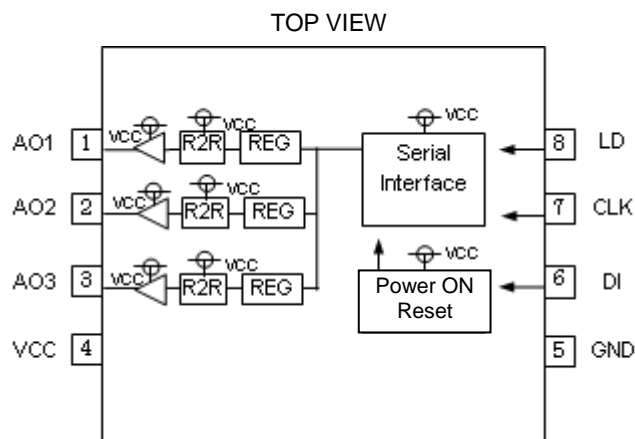 TOP VIEW
AO1 1 VCC R2R VCC REG
VCC
Serial
Interface
8 LD
AO2 2 VCC R2R VCC REG
7 CLK
AO3 3 VCC R2R VCC REG
VCC
Power ON
Reset
6 DI
VCC 4
5 GND